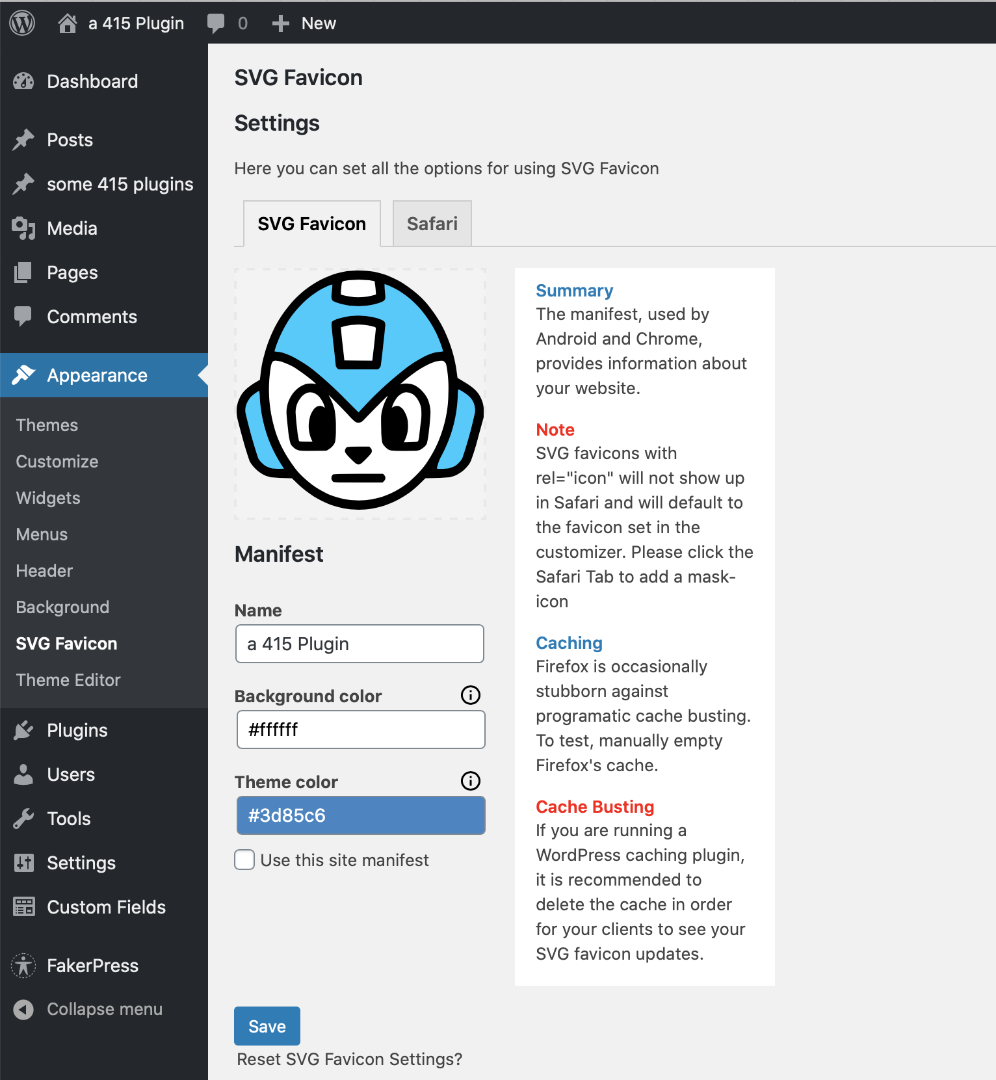 a 415 Plugin
0
New
Dashboard
Posts
some 415 plugins
Media
Pages
Comments
Appearance
Themes
Customize
Widgets
Menus
Header
Background
SVG Favicon
Theme Editor
Plugins
Users
Tools
Settings
Custom Fields
FakerPress
Collapse menu
SVG Favicon
Settings
Here you can set all the options for using SVG Favicon
SVG Favicon
Safari
Manifest
Name
a 415 Plugin
Background color
#ffffff
Theme color
#3d85c6
Use this site manifest
Summary
The manifest, used by
Android and Chrome,
provides information about
your website.
Note
SVG favicons with
rel="icon" will not show up
in Safari and will default to
the favicon set in the
customizer. Please click the
Safari Tab to add a mask-
icon
Caching
Firefox is occasionally
stubborn against
programatic cache busting.
To test, manually empty
Firefox's cache.
Cache Busting
If you are running a
WordPress caching plugin,
it is recommended to
delete the cache in order
for your clients to see your
SVG favicon updates.
Save
Reset SVG Favicon Settings?